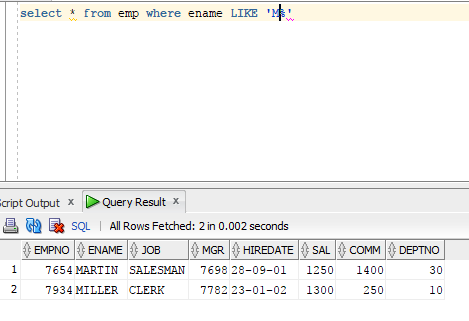 select * from emp where ename LIKE 'M%'
Script Output x Query Result x
SQL | All Rows Fetched: 2 in 0.002 seconds
EMPNO ENAME JOB MGR HIREDATE SAL COMM DEPTNO
1 7654 MARTIN SALESMAN 7698 28-09-01 1250 1400 30
2 7934 MILLER CLERK 7782 23-01-02 1300 250 10